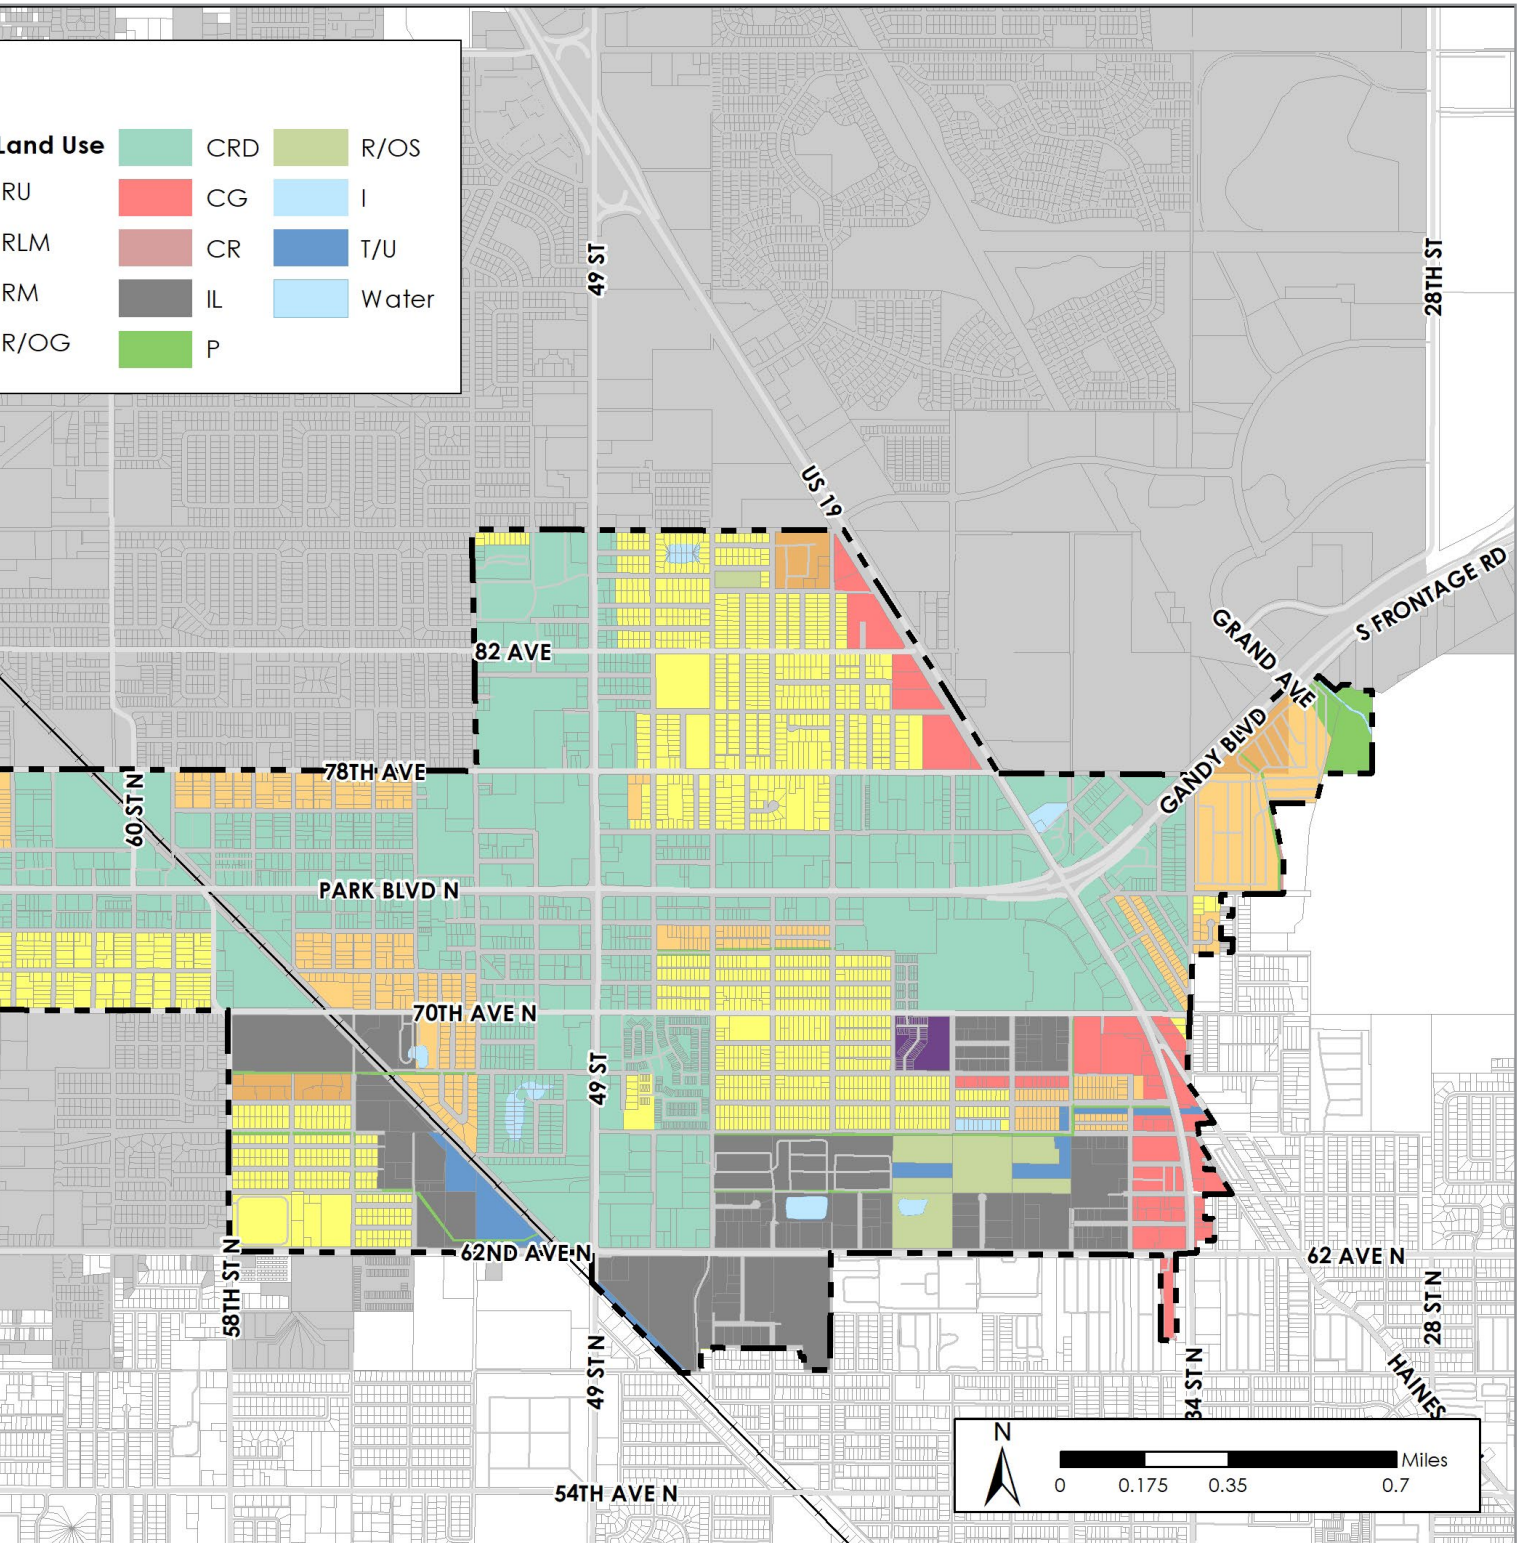 Land Use
CRD
R/OS
RU
CG
I
RLM
CR
T/U
RM
IL
Water
R/OG
P
49 ST
28TH ST
US 19
S FRONTAGE RD
GRAND AVE
82 AVE
GANDY BLVD
78TH AVE
60 ST N
PARK BLVD N
70TH AVE N
49 ST
62ND AVE N
62 AVE N
58TH ST N
28 ST N
49 ST N
34 ST N
HAINES
N
Miles
0
0.175
0.35
0.7
54TH AVE N